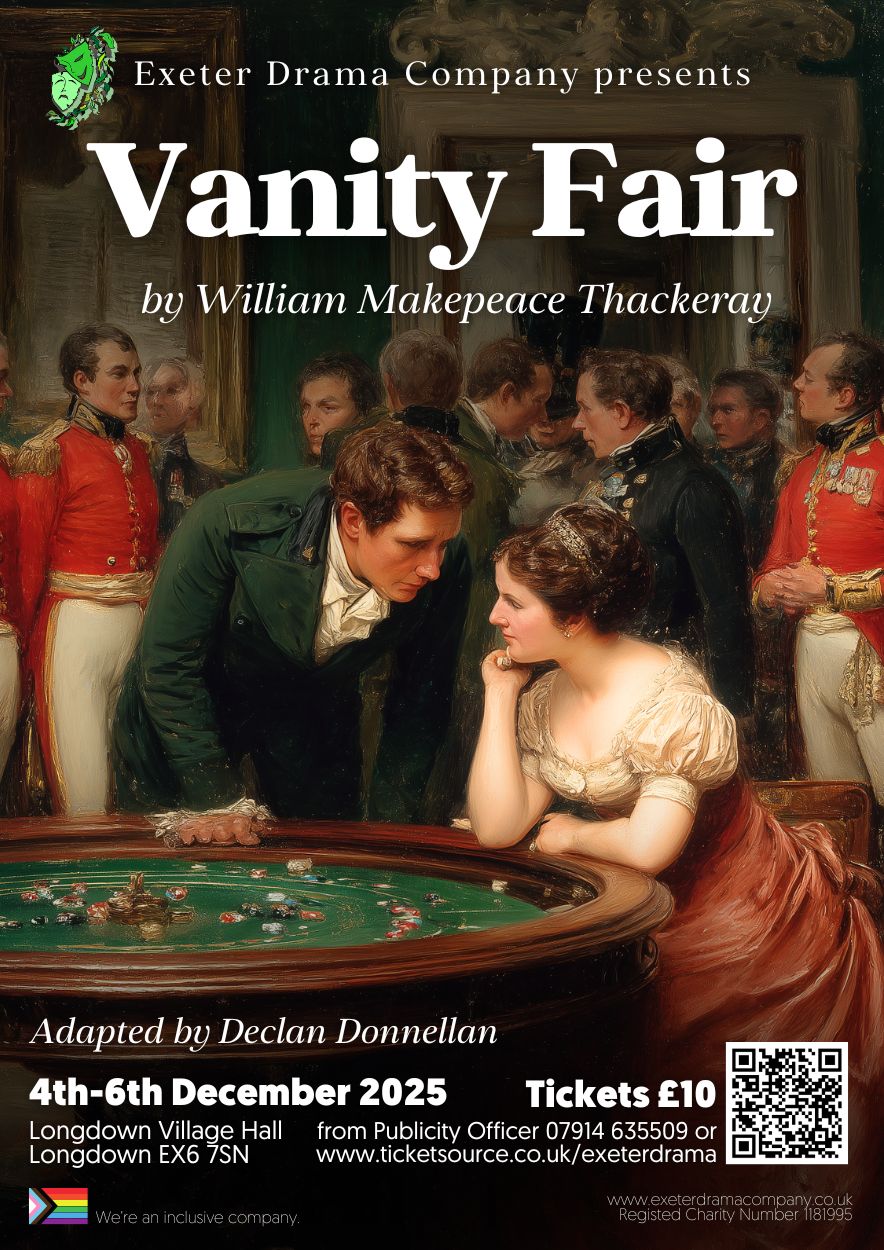 Exeter Drama Company presents
Vanity Fair
by William Makepeace Thackeray
Adapted by Declan Donnellan
4th-6th December 2025
Tickets £10
Longdown Village Hall
Longdown EX6 7SN
from Publicity Officer 07914 635509 or
www.ticketsource.co.uk/exeterdrama
We're an inclusive company.
www.exeterdramacompany.co.uk
Registed Charity Number 1181995